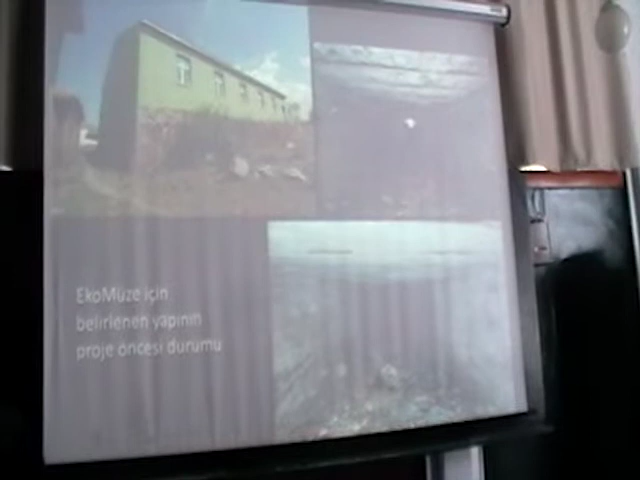 EkoMüze için
belirlenen yapının
proje öncesi durumu